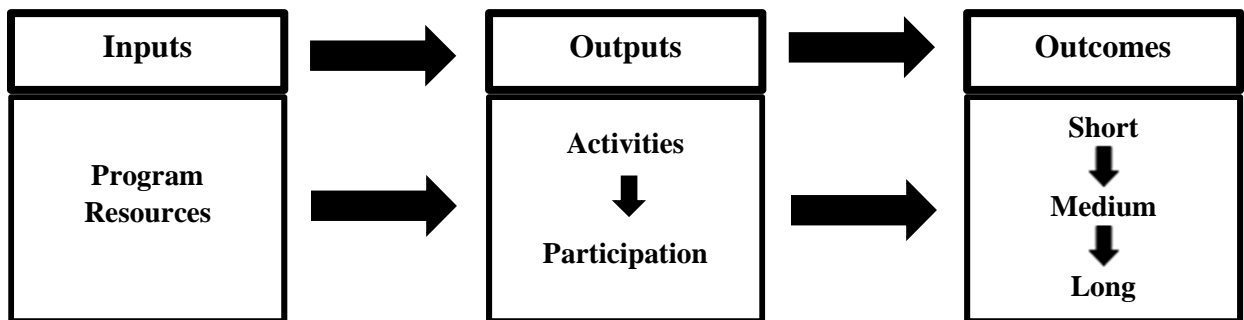 Inputs
Outputs
Outcomes
Program
Resources
Activities
Participation
Short
Medium
Long